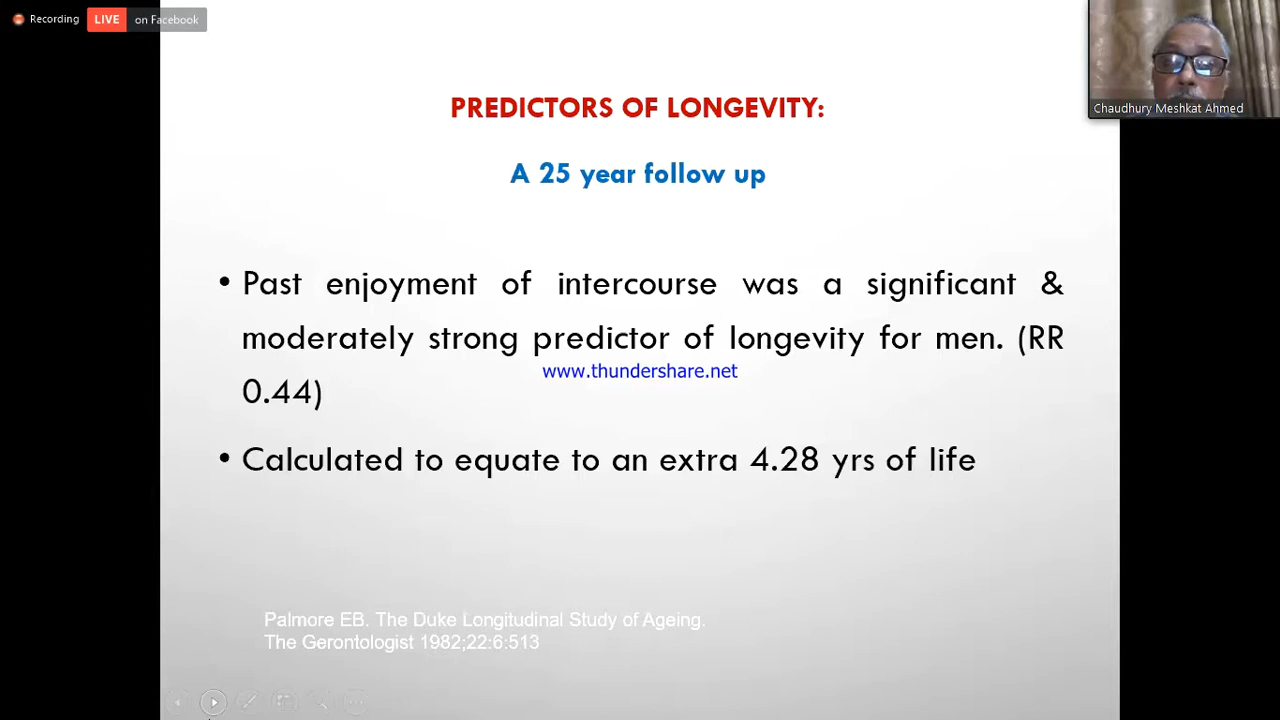 Recording
LIVE on Facebook
Chaudhury Meshkat Ahmed
PREDICTORS OF LONGEVITY:
A 25 year follow up
• Past enjoyment of intercourse was a significant &
moderately strong predictor of longevity for men. (RR
www.thundershare.net
0.44)
• Calculated to equate to an extra 4.28 yrs of life
Palmore EB. The Duke Longitudinal Study of Ageing.
The Gerontologist 1982;22:6:513